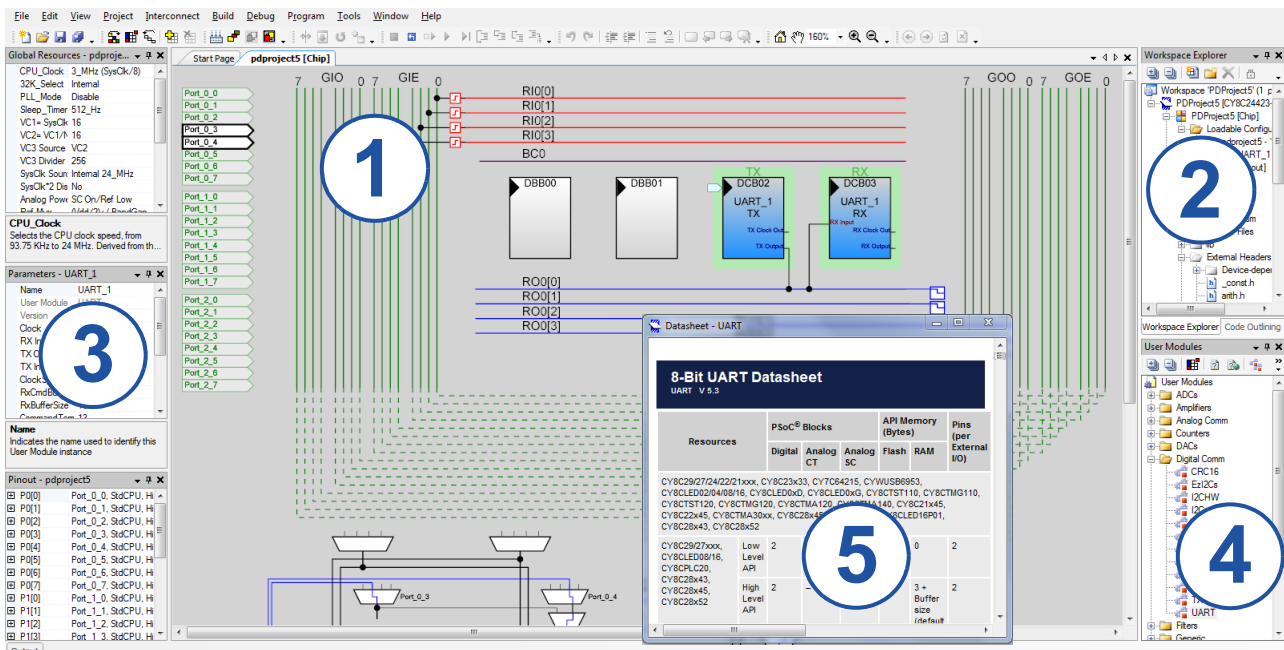 File Edit View Project Interconnect Build Debug Program Tools Window Help
160%
Global Resources - pdproje...
CPU_Clock 3_MHz (SysClk/8)
32K_Select Internal
PLL_Mode Disable
Sleep_Timer 512_Hz
VC1= SysClk 16
VC2= VC1/N 16
VC3 Source VC2
VC3 Divider 256
SysClk Sourc Internal 24_MHz
SysClk*2 Dis No
Analog Powe SC On/Ref Low
CPU_Clock
Selects the CPU clock speed, from
93.75 KHz to 24 MHz. Derived from th...
Parameters - UART_1
Name UART_1
User Module UART
Version
Clock
RX In
TX O
TX In
Clock
RxCmdB
RxBufferSize
3
Name
Indicates the name used to identify this
User Module instance
Pinout - pdproject5
P0[0] Port_0_0, StdCPU, Hi
P0[1] Port_0_1, StdCPU, Hi
P0[2] Port_0_2, StdCPU, Hi
P0[3] Port_0_3, StdCPU, Hi
P0[4] Port_0_4, StdCPU, Hi
P0[5] Port_0_5, StdCPU, Hi
P0[6] Port_0_6, StdCPU, Hi
P0[7] Port_0_7, StdCPU, Hi
P1[0] Port_1_0, StdCPU, Hi
P1[1] Port_1_1, StdCPU, Hi
P1[2] Port_1_2, StdCPU, Hi
P1[3] Port_1_3, StdCPU, Hi
Start Page pdproject5 [Chip]
7 GIO 0 7 GIE 0
7 GOO 0 7 GOE 0
Port_0_0
Port_0_1
Port_0_2
Port_0_3
Port_0_4
Port_0_5
Port_0_6
Port_0_7
Port_1_0
Port_1_1
Port_1_2
Port_1_3
Port_1_4
Port_1_5
Port_1_6
Port_1_7
Port_2_0
Port_2_1
Port_2_2
Port_2_3
Port_2_4
Port_2_5
Port_2_6
Port_2_7
1
RI0[0]
RI0[1]
RI0[2]
RI0[3]
BC0
DBB00
DBB01
TX
DCB02
UART_1
TX
TX Clock Out
TX Output
RX
DCB03
UART_1
RX
RX Input
RX Clock Out
RX Output
RO0[0]
RO0[1]
RO0[2]
RO0[3]
Port_0_3
Port_0_4
Datasheet - UART
8-Bit UART Datasheet
UART V 5.3
Resources PSoC® Blocks API Memory (Bytes) Pins (per External I/O)
Digital Analog CT Analog SC Flash RAM
CY8C29/27/24/22/21xxx, CY8C23x33, CY7C64215, CYWUSB6953,
CY8CLED02/04/08/16, CY8CLED0xD, CY8CLED0xG, CY8CTST110, CY8CTMG110,
CY8CTST120, CY8CTMG120, CY8CTMA120, CY8CTMA140, CY8C21x45,
CY8C22x45, CY8CTMA30xx, CY8C28x45 CY8CLED16P01,
CY8C28x43, CY8C28x52
CY8C29/27xxx,
CY8CLED08/16,
CY8CPLC20,
CY8C28x43,
CY8C28x45,
CY8C28x52
Low Level API 2 0 2
High Level API 2 – 3 + Buffer size (default 2
5
Workspace Explorer
Workspace 'PDProject5' (1 p
PDProject5 [CY8C24423-
PDProject5 [Chip]
Loadable Configu
pdproject5 - '
UART_1
out]
Files
lib
External Headers
Device-depen
_const.h
arith.h
2
Workspace Explorer Code Outlining
User Modules
User Modules
ADCs
Amplifiers
Analog Comm
Counters
DACs
Digital Comm
CRC16
EzI2Cs
I2CHW
UART
Filters
Generic
4
Output